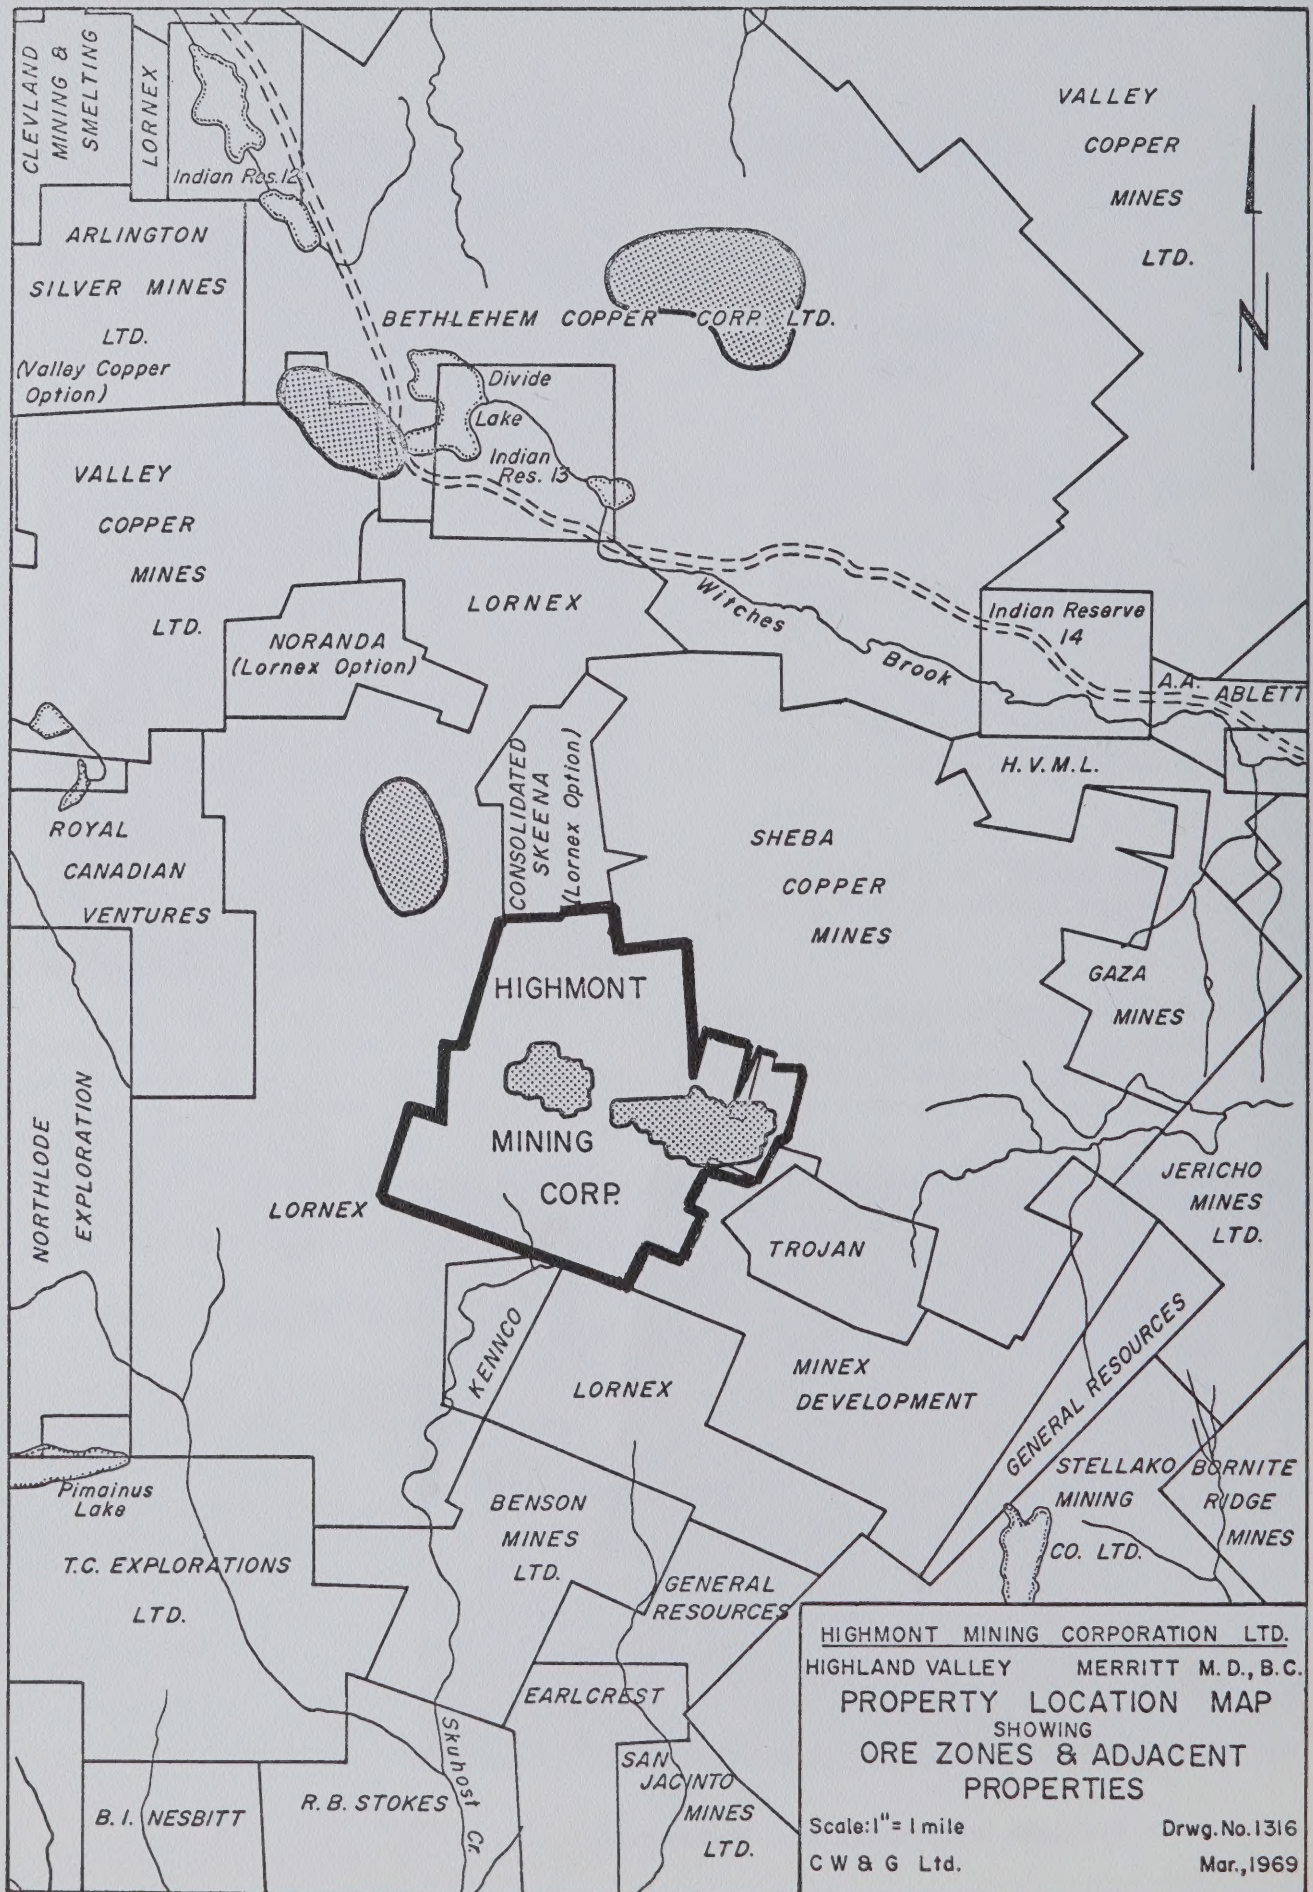 CLEVLAND
MINING &
SMELTING
LORNEX
Indian Res. 12
VALLEY
COPPER
MINES
LTD.
N
ARLINGTON
SILVER MINES
LTD.
(Valley Copper
Option)
BETHLEHEM COPPER CORP. LTD.
Divide
Lake
Indian
Res. 13
VALLEY
COPPER
MINES
LTD.
LORNEX
NORANDA
(Lornex Option)
Witches
Brook
Indian Reserve
14
A.A. ABLETT
H.V.M.L.
CONSOLIDATED
SKEENA
(Lornex Option)
ROYAL
CANADIAN
VENTURES
SHEBA
COPPER
MINES
GAZA
MINES
HIGHMONT
MINING
CORP.
NORTHLODE
EXPLORATION
LORNEX
JERICHO
MINES
LTD.
TROJAN
KENNCO
LORNEX
MINEX
DEVELOPMENT
GENERAL RESOURCES
STELLAKO
MINING
CO. LTD.
BORNITE
RIDGE
MINES
Pimainus
Lake
BENSON
MINES
LTD.
T.C. EXPLORATIONS
LTD.
GENERAL
RESOURCES
EARLCREST
Skuhost Cr.
SAN
JACINTO
MINES
LTD.
B.I. NESBITT
R.B. STOKES
HIGHMONT MINING CORPORATION LTD.
HIGHLAND VALLEY MERRITT M.D., B.C.
PROPERTY LOCATION MAP
SHOWING
ORE ZONES & ADJACENT
PROPERTIES
Scale: 1" = 1 mile Drwg. No. 1316
C W & G Ltd. Mar., 1969